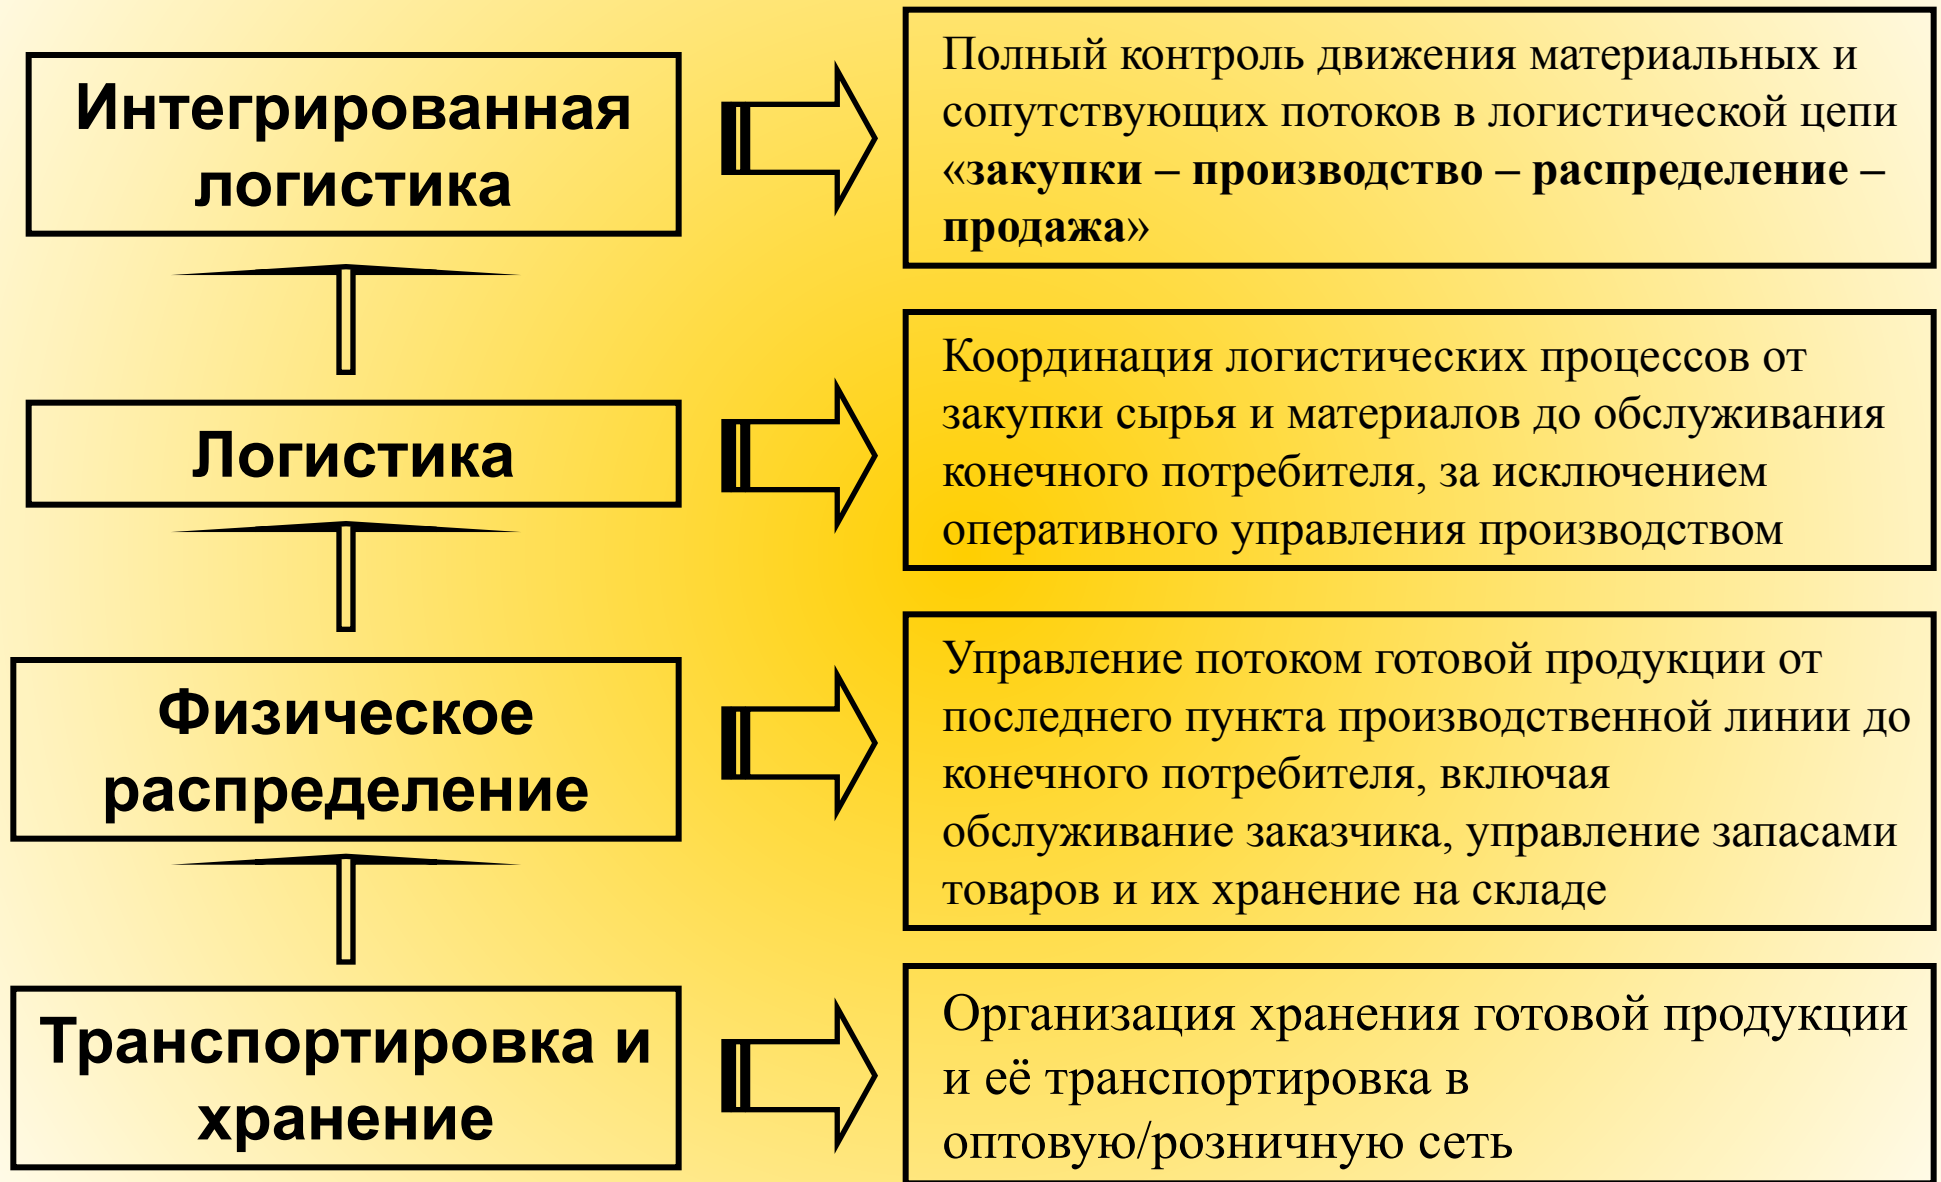 Интегрированная
логистика
Полный контроль движения материальных и
сопутствующих потоков в логистической цепи
«закупки – производство – распределение –
продажа»
Логистика
Координация логистических процессов от
закупки сырья и материалов до обслуживания
конечного потребителя, за исключением
оперативного управления производством
Физическое
распределение
Управление потоком готовой продукции от
последнего пункта производственной линии до
конечного потребителя, включая
обслуживание заказчика, управление запасами
товаров и их хранение на складе
Транспортировка и
хранение
Организация хранения готовой продукции
и её транспортировка в
оптовую/розничную сеть